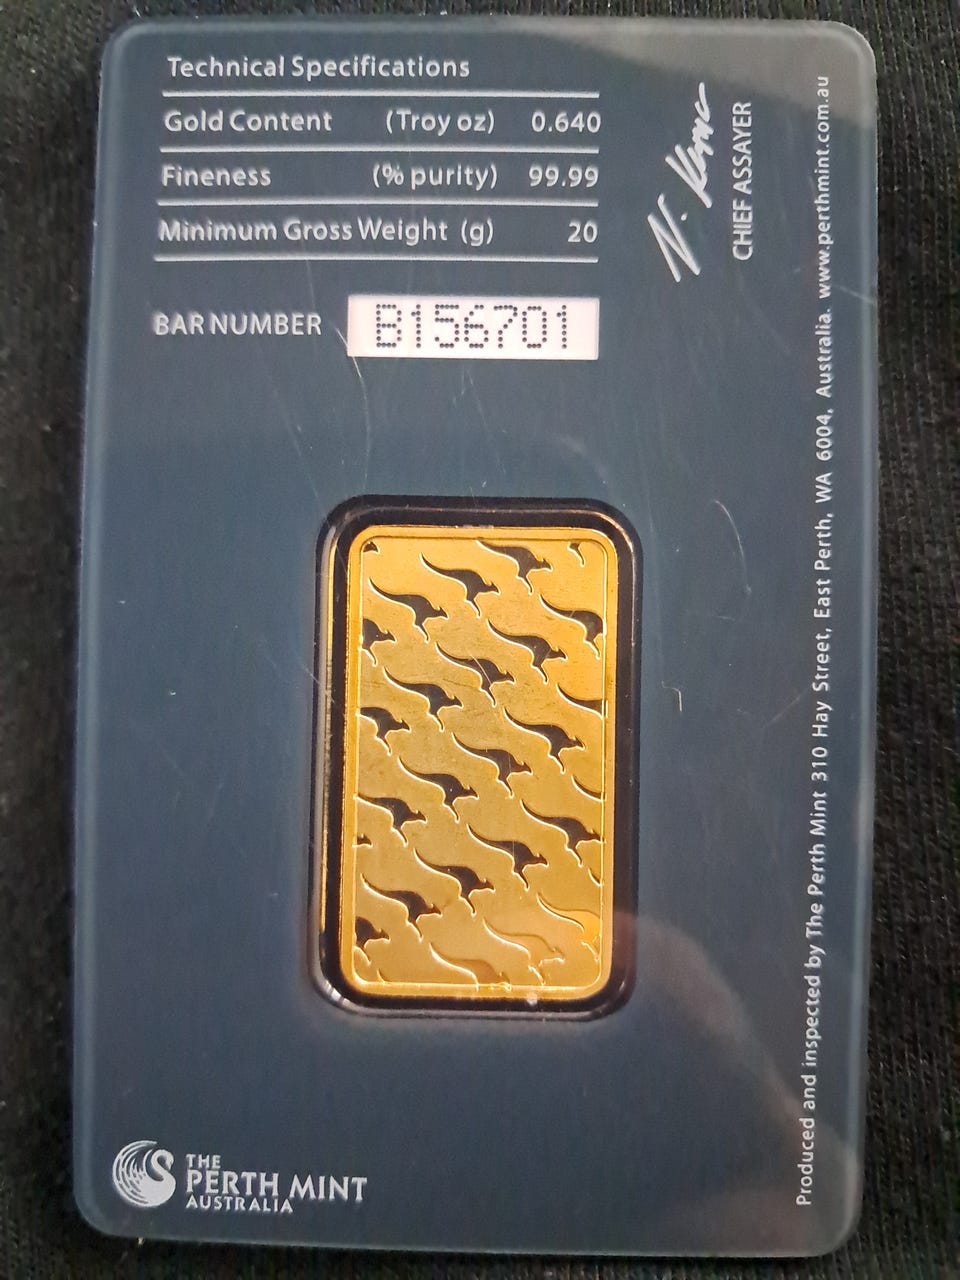 Technical Specifications
Gold Content (Troy oz) 0.640
Fineness (% purity) 99.99
Minimum Gross Weight (g) 20
BAR NUMBER B156701
CHIEF ASSAYER
Produced and inspected by The Perth Mint 310 Hay Street, East Perth, WA 6004, Australia. www.perthmint.com.au
THE
PERTH MINT
AUSTRALIA